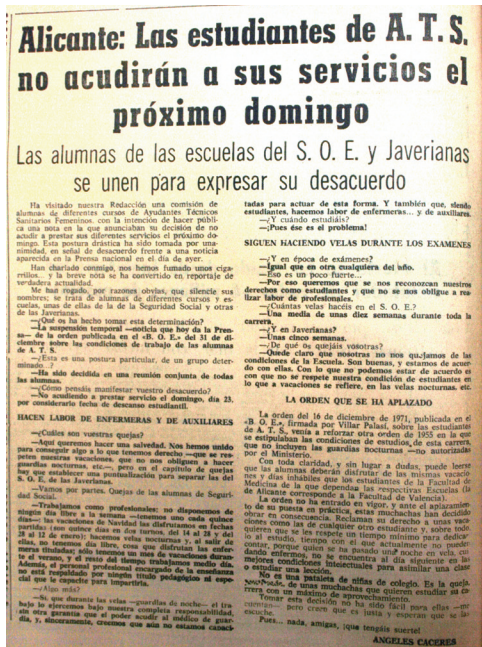 Alicante: Las estudiantes de A. T. S.
no acudirán a sus servicios el
próximo domingo
Las alumnas de las escuelas del S. O. E. y Javerianas
se unen para expresar su desacuerdo
Ha visitado nuestra Redacción una comisión de
alumnas de diferentes cursos de Ayudantes Técnicos
Sanitarios Femeninos, con la intención de hacer públi-
ca una nota en que anunciaban su decisión de no
acudir a prestar sus diferentes servicios el próximo do-
mingo. Esta postura drástica ha sido tomada por una-
nimidad, en señal de desacuerdo frente a una noticia
aparecida en la Prensa nacional en el día de ayer.
Han charlado conmigo, nos hemos fumado unos ciga-
rrillos... y la breve nota se ha convertido en reportaje de
verdadera actualidad.
Me han rogado, por razones obvias, que silencie sus
nombres; se trata de alumnas de diferentes cursos y es-
cuelas, unas de ellas de la de la Seguridad Social y otras
de las Javerianas.
—¿Qué os ha hecho tomar esta determinación?
—La suspensión temporal —noticia que hoy da la Pren-
sa— de la orden publicada en el «B. O. E.» del 31 de di-
ciembre sobre las condiciones de trabajo de las alumnas
de A. T. S.
—¿Esta es una postura particular, de un grupo deter-
minado...?
—Ha sido decidida en una reunión conjunta de todas
las alumnas.
—¿Cómo pensáis manifestar vuestro desacuerdo?
—No acudiendo a prestar servicio el domingo, día 23,
por considerarlo fecha de descanso estudiantil.
HACEN LABOR DE ENFERMERAS Y DE AUXILIARES
—¿Cuáles son vuestras quejas?
—Aquí queremos hacer una salvedad. Nos hemos unido
para conseguir algo a lo que tenemos derecho —que se res-
peten nuestras vacaciones, que no nos obliguen a hacer
guardias nocturnas, etc.—, pero en el capítulo de quejas
hay que establecer una puntualización para separar las del
S. O. E. de las Javerianas.
—Vamos por partes. Quejas de las alumnas de Seguri-
dad Social.
—Trabajamos como profesionales; no disponemos de
ningún día libre a la semana —tenemos uno cada quince
días—; las vacaciones de Navidad las disfrutamos en fechas
partidas (son quince días en dos turnos, del 14 al 28 y del
28 al 12 de enero); hacemos velas nocturnas y, al salir de
ellas, no tenemos día libre, cosa que disfrutan las enfer-
meras tituladas; sólo tenemos un mes de vacaciones duran-
te el verano, y el resto del tiempo trabajamos medio día.
Además, el personal profesional encargado de la enseñanza
no está respaldado por ningún título pedagógico ni espe-
cial que le capacite para impartirla.
—¿Algo más?
—Sí, que durante las velas —guardias de noche— el tra-
bajo lo ejercemos bajo nuestra completa responsabilidad,
sin otra garantía que el poder acudir al médico de guar-
dia, y, sinceramente, creemos que aún no estamos capaci-
tadas para actuar de esta forma. Y también que, siendo
estudiantes, hacemos labor de enfermeras... y de auxiliares.
—¿Y cuándo estudiáis?
—¡Pues ése es el problema!
SIGUEN HACIENDO VELAS DURANTE LOS EXAMENES
—¿Y en época de exámenes?
—Igual que en otra cualquiera del año.
—Eso es un poco fuerte...
—Por eso queremos que se nos reconozcan nuestros
derechos como estudiantes y que no se nos obligue a rea-
lizar labor de profesionales.
—¿Cuántas velas hacéis en el S. O. E.?
—Una media de unas diez semanas durante toda la
carrera.
—¿Y en Javerianas?
—Unas cinco semanas.
—¿De qué os quejáis vosotras?
—Quede claro que nosotras no nos quejamos de las
condiciones de la Escuela. Son buenas, y estamos de acuer-
do con ellas. Con lo que no podemos estar de acuerdo es
con que no se respete nuestra condición de estudiantes en
lo que a vacaciones se refiere, en las velas nocturnas, etc.
LA ORDEN QUE SE HA APLAZADO
La orden del 16 de diciembre de 1971, publicada en el
«B. O. E.», firmada por Villar Palasí, sobre las estudiantes
de A. T. S., venía a reforzar otra orden de 1955 en la que
se estipulaban las condiciones de estudios de esta carrera,
que no incluyen las guardias nocturnas —no autorizadas
por el Ministerio.
Con toda claridad, y sin lugar a dudas, puede leerse
que las alumnas deberán disfrutar de las mismas vacacio-
nes y días inhábiles que los estudiantes de la Facultad de
Medicina de la que dependan las respectivas Escuelas (la
de Alicante corresponde a la Facultad de Valencia).
La orden no ha entrado en vigor, y ante el aplazamien-
to de su puesta en práctica, estas muchachas han decidido
obrar en consecuencia. Reclaman su derecho a unas vaca-
ciones como las de cualquier otro estudiante y, sobre todo,
quieren que se les respete un tiempo mínimo para dedicar-
lo al estudio, tiempo con el que actualmente no pueden
contar, porque quien se ha pasado una noche en vela, cui-
dando enfermos, no se encuentra al día siguiente en las
mejores condiciones intelectuales para asimilar una clase
o estudiar una lección.
No es una pataleta de niñas de colegio. Es la queja
de unas muchachas que quieren estudiar su ca-
rrera con un máximo de aprovechamiento.
Tomar esta decisión no ha sido fácil para ellas —me
pero creen que es justa y esperan que se las
escuche.
Pues... nada, amigas, ¡que tengáis suerte!
ANGELES CACERES